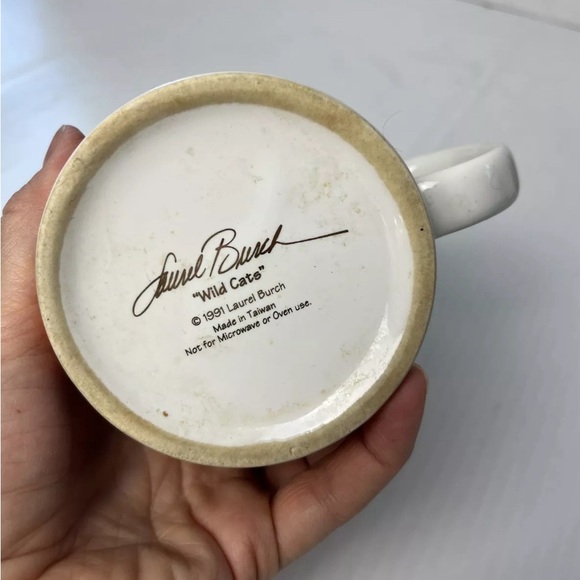 Laurel Burch
"Wild Cats"
© 1991 Laurel Burch
Made in Taiwan
Not for Microwave or Oven use.